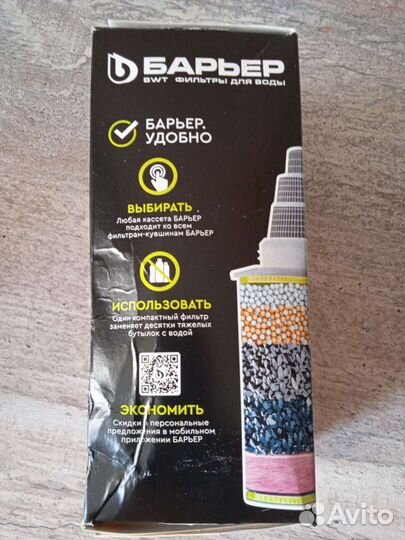 БАРЬЕР
BWT ФИЛЬТРЫ ДЛЯ ВОДЫ
БАРЬЕР.
УДОБНО
ВЫБИРАТЬ
Любая кассета БАРЬЕР
подходит ко всем
фильтрам-кувшинам БАРЬЕР
ИСПОЛЬЗОВАТЬ
Один компактный фильтр
заменяет десятки тяжелых
бутылок с водой
ЭКОНОМИТЬ
Скидки и персональные
предложения в мобильном
приложении БАРЬЕР
Avito